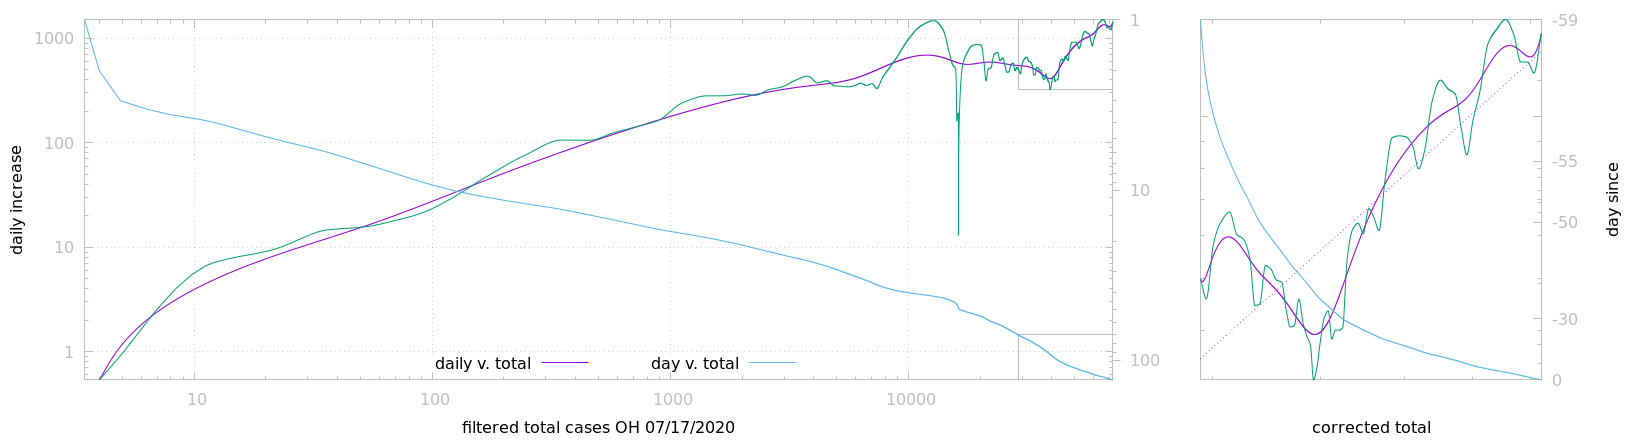 1000
100
10
1
daily increase
daily v. total
day v. total
10
100
1000
10000
filtered total cases OH 07/17/2020
1
10
100
-59
-55
-50
-30
0
day since
corrected total